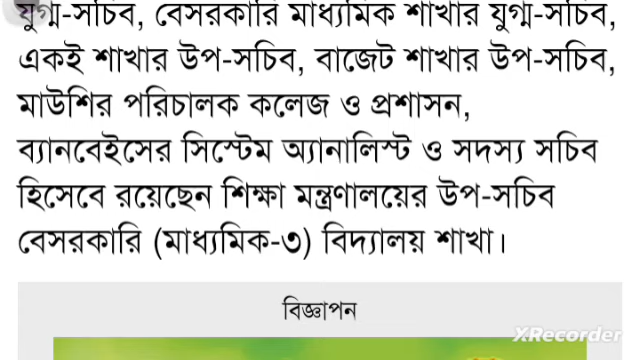 যুগ্ম-সচিব, বেসরকারি মাধ্যমিক শাখার যুগ্ম-সচিব,
একই শাখার উপ-সচিব, বাজেট শাখার উপ-সচিব,
মাউশির পরিচালক কলেজ ও প্রশাসন,
ব্যানবেইসের সিস্টেম অ্যানালিস্ট ও সদস্য সচিব
হিসেবে রয়েছেন শিক্ষা মন্ত্রণালয়ের উপ-সচিব
বেসরকারি (মাধ্যমিক-৩) বিদ্যালয় শাখা।
বিজ্ঞাপন
XRecorder